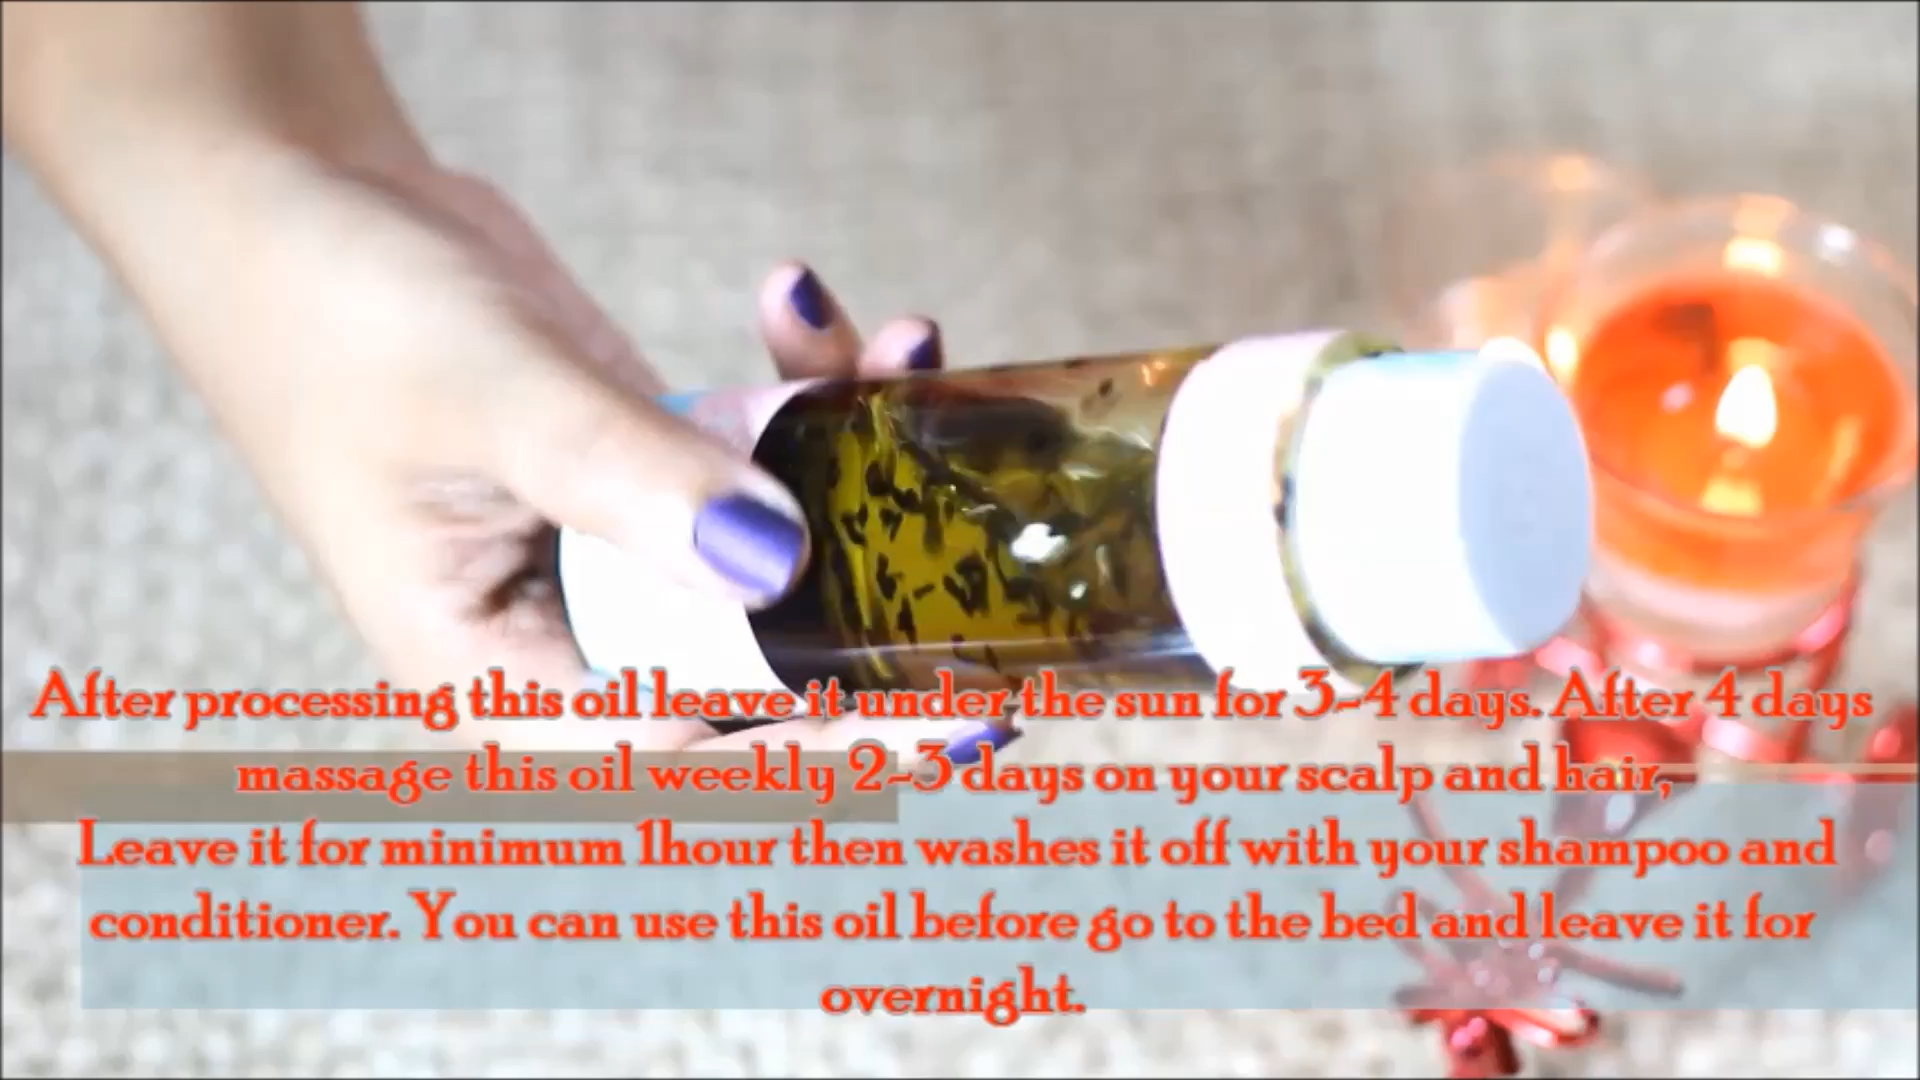 After processing this oil leave it under the sun for 3-4 days. After 4 days
massage this oil weekly 2-3 days on your scalp and hair,
Leave it for minimum 1hour then washes it off with your shampoo and
conditioner. You can use this oil before go to the bed and leave it for
overnight.